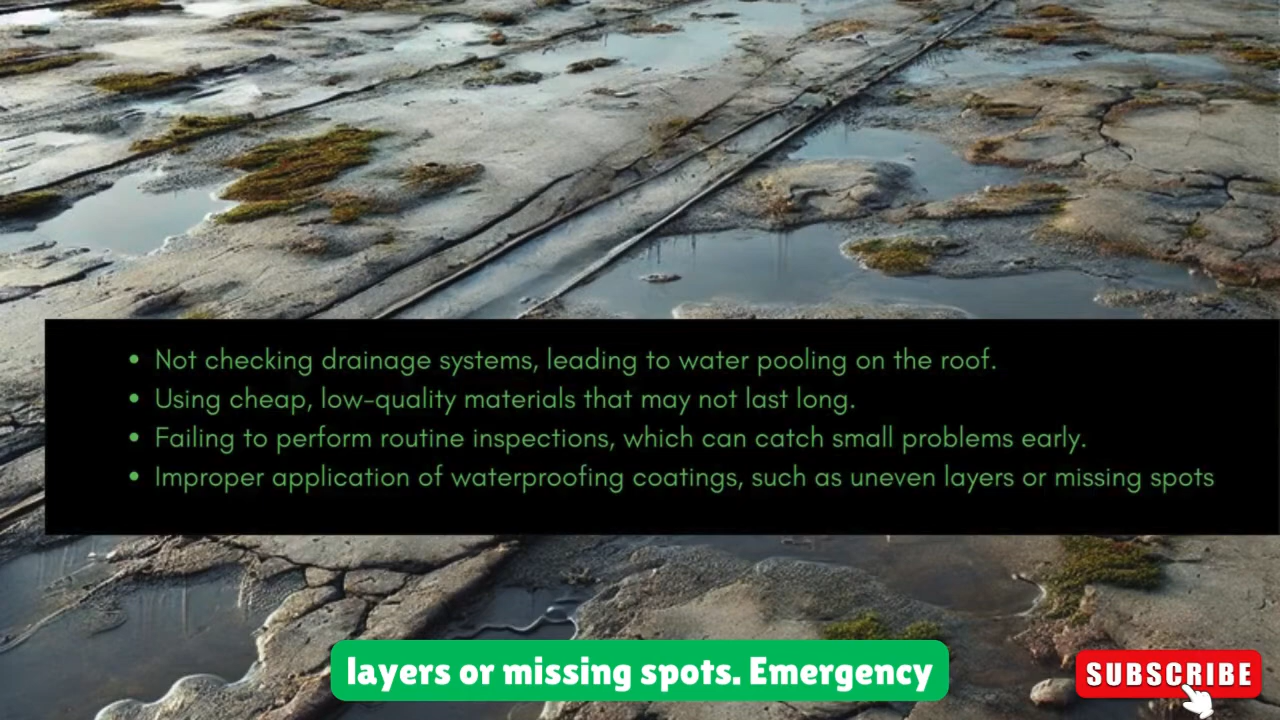 • Not checking drainage systems, leading to water pooling on the roof.
• Using cheap, low-quality materials that may not last long.
• Failing to perform routine inspections, which can catch small problems early.
• Improper application of waterproofing coatings, such as uneven layers or missing spots
layers or missing spots. Emergency
SUBSCRIBE